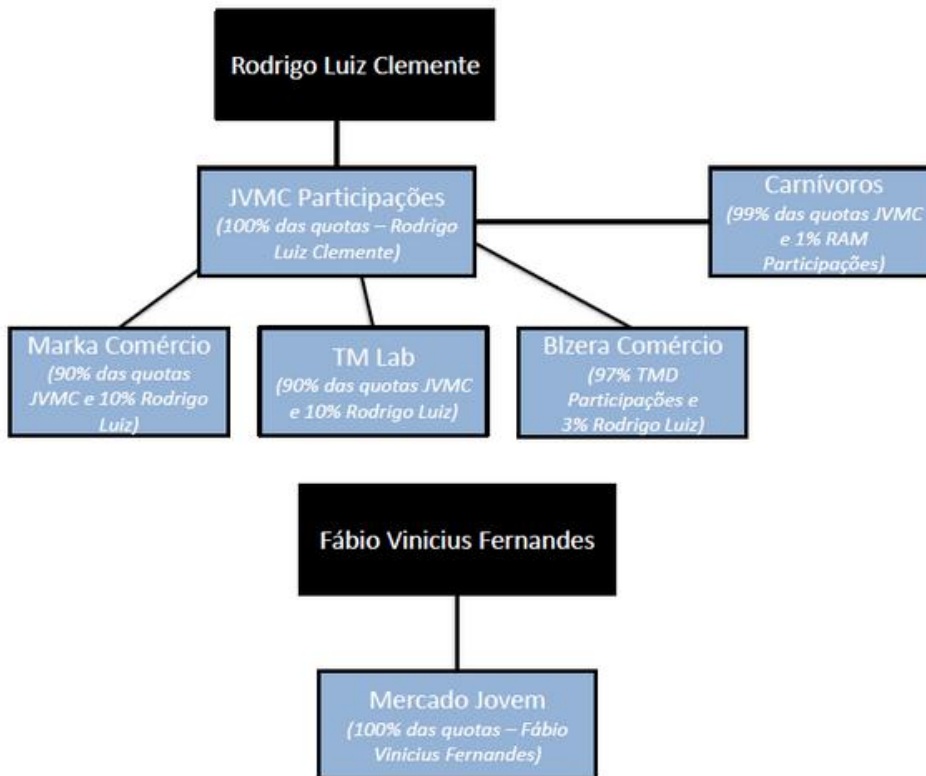 Rodrigo Luiz Clemente
JVMC Participações
(100% das quotas – Rodrigo
Luiz Clemente)
Carnívoros
(99% das quotas JVMC
e 1% RAM
Participações)
Marka Comércio
(90% das quotas
JVMC e 10% Rodrigo
Luiz)
TM Lab
(90% das quotas JVMC
e 10% Rodrigo Luiz)
Blzera Comércio
(97% TMD
Participações e
3% Rodrigo Luiz)
Fábio Vinicius Fernandes
Mercado Jovem
(100% das quotas – Fábio
Vinicius Fernandes)